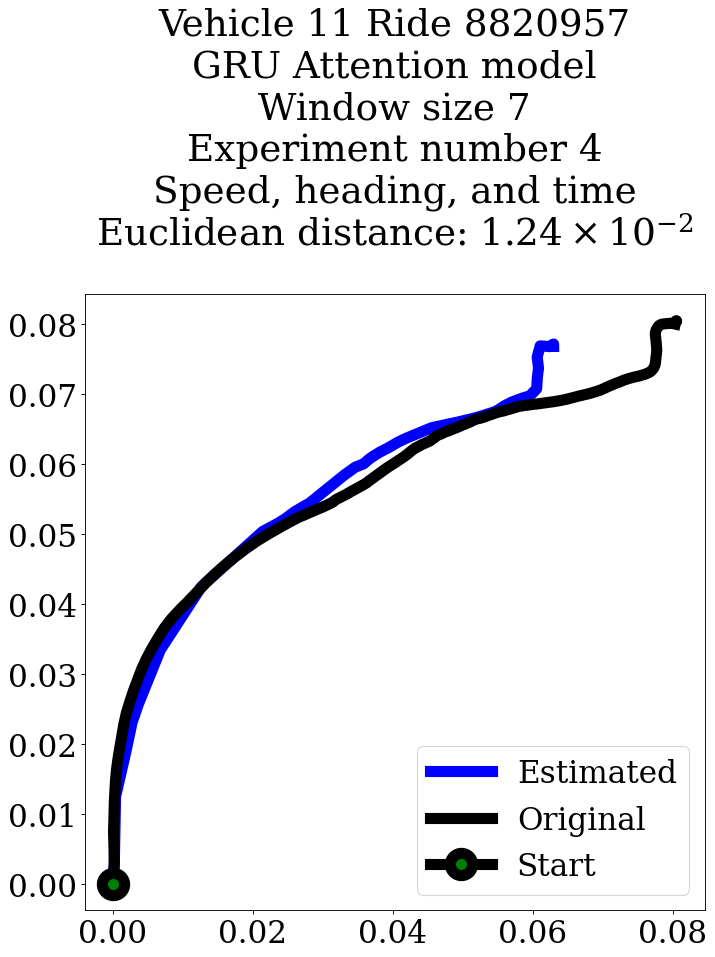 Vehicle 11 Ride 8820957
GRU Attention model
Window size 7
Experiment number 4
Speed, heading, and time
Euclidean distance: 1.24 × 10⁻²
0.08
0.07
0.06
0.05
0.04
0.03
0.02
0.01
0.00
Estimated
Original
Start
0.00 0.02 0.04 0.06 0.08